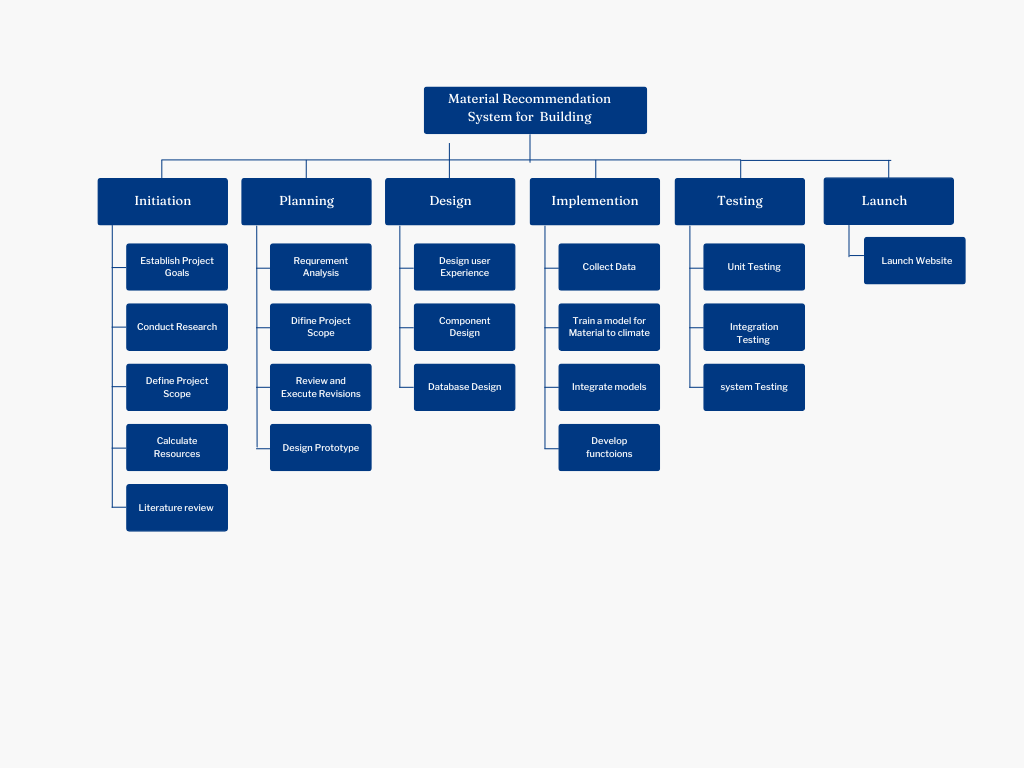 Material Recommendation
System for Building
Initiation
Planning
Design
Implemention
Testing
Launch
Establish Project
Goals
Conduct Research
Define Project
Scope
Calculate
Resources
Literature review
Requrement
Analysis
Difine Project
Scope
Review and
Execute Revisions
Design Prototype
Design user
Experience
Component
Design
Database Design
Collect Data
Train a model for
Material to climate
Integrate models
Develop
functoions
Unit Testing
Integration
Testing
system Testing
Launch Website